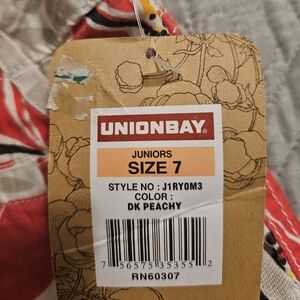 UNIONBAY®
JUNIORS
SIZE 7
STYLE NO : J1RY0M3
COLOR :
DK PEACHY
7 56575 35355 2
RN60307